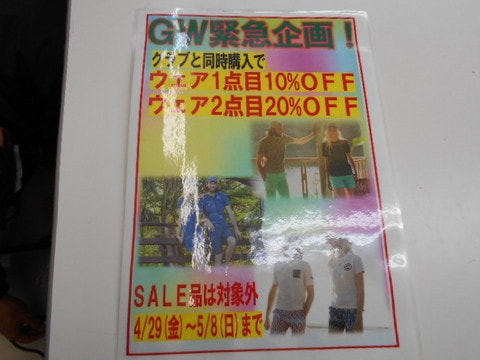 GW緊急企画！
クラブと同時購入で
ウェア1点目10%OFF
ウェア2点目20%OFF
SALE品は対象外
4/29(金)～5/8(日)まで